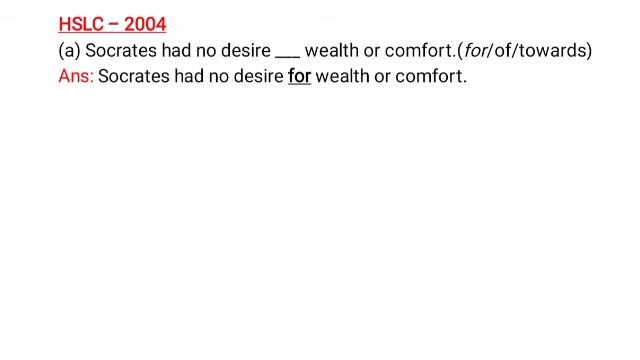 HSLC – 2004
(a) Socrates had no desire ___ wealth or comfort.(for/of/towards)
Ans: Socrates had no desire for wealth or comfort.